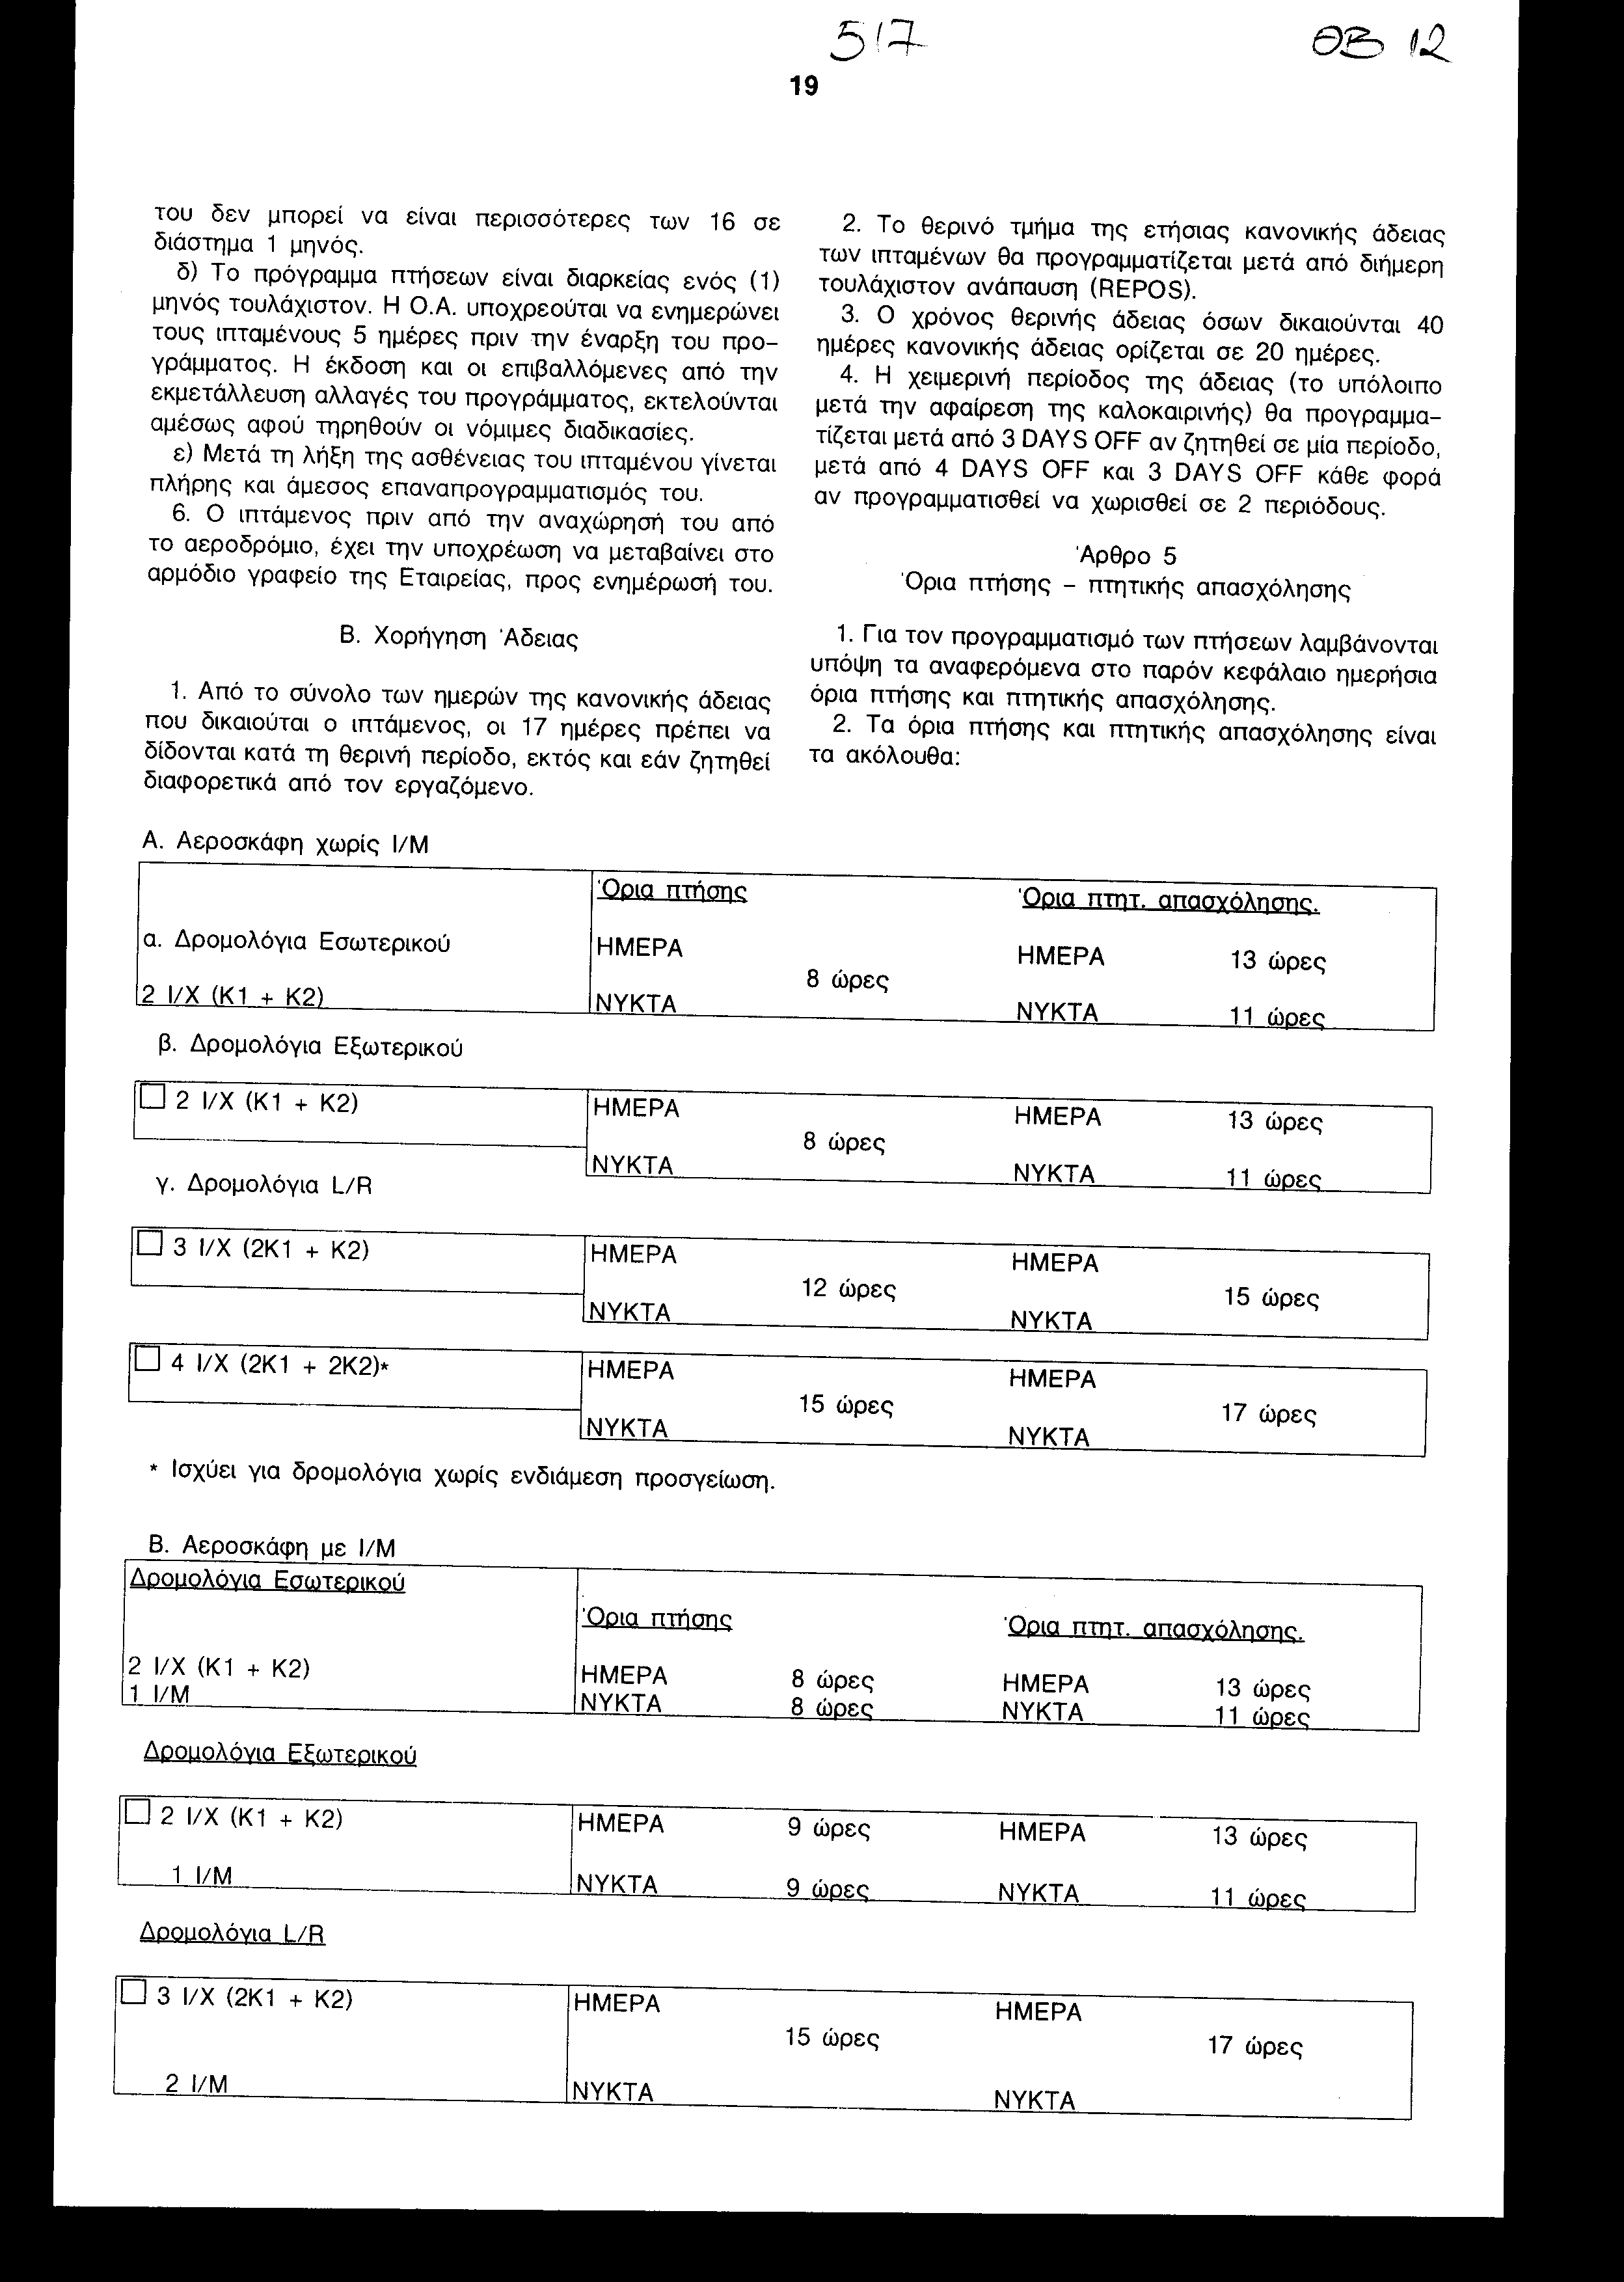 517
ΘΒ 12
19
του δεν μπορεί να είναι περισσότερες των 16 σε
διάστημα 1 μηνός.
δ) Το πρόγραμμα πτήσεων είναι διαρκείας ενός (1)
μηνός τουλάχιστον. Η Ο.Α. υποχρεούται να ενημερώνει
τους ιπταμένους 5 ημέρες πριν την έναρξη του προ-
γράμματος. Η έκδοση και οι επιβαλλόμενες από την
εκμετάλλευση αλλαγές του προγράμματος, εκτελούνται
αμέσως αφού τηρηθούν οι νόμιμες διαδικασίες.
ε) Μετά τη λήξη της ασθένειας του ιπταμένου γίνεται
πλήρης και άμεσος επαναπρογραμματισμός του.
6. Ο ιπτάμενος πριν από την αναχώρησή του από
το αεροδρόμιο, έχει την υποχρέωση να μεταβαίνει στο
αρμόδιο γραφείο της Εταιρείας, προς ενημέρωσή του.
Β. Χορήγηση Άδειας
1. Από το σύνολο των ημερών της κανονικής άδειας
που δικαιούται ο ιπτάμενος, οι 17 ημέρες πρέπει να
δίδονται κατά τη θερινή περίοδο, εκτός και εάν ζητηθεί
διαφορετικά από τον εργαζόμενο.
2. Το θερινό τμήμα της ετήσιας κανονικής άδειας
των ιπταμένων θα προγραμματίζεται μετά από διήμερη
τουλάχιστον ανάπαυση (REPOS).
3. Ο χρόνος θερινής άδειας όσων δικαιούνται 40
ημέρες κανονικής άδειας ορίζεται σε 20 ημέρες.
4. Η χειμερινή περίοδος της άδειας (το υπόλοιπο
μετά την αφαίρεση της καλοκαιρινής) θα προγραμμα-
τίζεται μετά από 3 DAYS OFF αν ζητηθεί σε μία περίοδο,
μετά από 4 DAYS OFF και 3 DAYS OFF κάθε φορά
αν προγραμματισθεί να χωρισθεί σε 2 περιόδους.
Άρθρο 5
Όρια πτήσης - πτητικής απασχόλησης
1. Για τον προγραμματισμό των πτήσεων λαμβάνονται
υπόψη τα αναφερόμενα στο παρόν κεφάλαιο ημερήσια
όρια πτήσης και πτητικής απασχόλησης.
2. Τα όρια πτήσης και πτητικής απασχόλησης είναι
τα ακόλουθα:
Α. Αεροσκάφη χωρίς Ι/Μ
Όρια πτήσης Όρια πτητ. απασχόλησης.
α. Δρομολόγια Εσωτερικού ΗΜΕΡΑ ΗΜΕΡΑ 13 ώρες
8 ώρες
2 Ι/Χ (Κ1 + Κ2) ΝΥΚΤΑ ΝΥΚΤΑ 11 ώρες
β. Δρομολόγια Εξωτερικού
2 Ι/Χ (Κ1 + Κ2) ΗΜΕΡΑ ΗΜΕΡΑ 13 ώρες
8 ώρες
ΝΥΚΤΑ ΝΥΚΤΑ 11 ώρες
γ. Δρομολόγια L/R
3 Ι/Χ (2Κ1 + Κ2) ΗΜΕΡΑ ΗΜΕΡΑ
12 ώρες 15 ώρες
ΝΥΚΤΑ ΝΥΚΤΑ
4 Ι/Χ (2Κ1 + 2Κ2)* ΗΜΕΡΑ ΗΜΕΡΑ
15 ώρες 17 ώρες
ΝΥΚΤΑ ΝΥΚΤΑ
* Ισχύει για δρομολόγια χωρίς ενδιάμεση προσγείωση.
Β. Αεροσκάφη με Ι/Μ
Δρομολόγια Εσωτερικού
Όρια πτήσης Όρια πτητ. απασχόλησης.
2 Ι/Χ (Κ1 + Κ2) ΗΜΕΡΑ 8 ώρες ΗΜΕΡΑ 13 ώρες
1 Ι/Μ ΝΥΚΤΑ 8 ώρες ΝΥΚΤΑ 11 ώρες
Δρομολόγια Εξωτερικού
2 Ι/Χ (Κ1 + Κ2) ΗΜΕΡΑ 9 ώρες ΗΜΕΡΑ 13 ώρες
1 Ι/Μ ΝΥΚΤΑ 9 ώρες ΝΥΚΤΑ 11 ώρες
Δρομολόγια L/R
3 Ι/Χ (2Κ1 + Κ2) ΗΜΕΡΑ ΗΜΕΡΑ
15 ώρες 17 ώρες
2 Ι/Μ ΝΥΚΤΑ ΝΥΚΤΑ